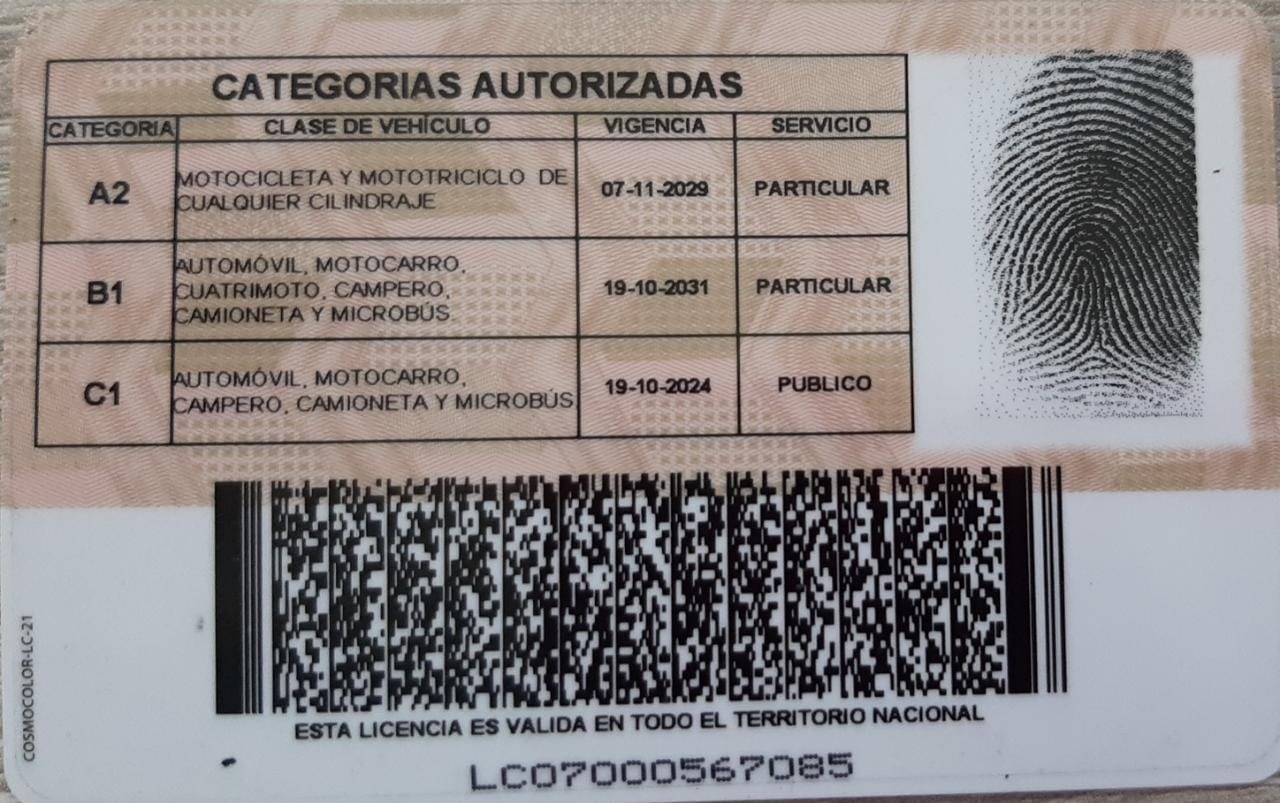 CATEGORIAS AUTORIZADAS
CATEGORIA CLASE DE VEHÍCULO VIGENCIA SERVICIO
A2 MOTOCICLETA Y MOTOTRICICLO DE CUALQUIER CILINDRAJE 07-11-2029 PARTICULAR
B1 AUTOMÓVIL, MOTOCARRO, CUATRIMOTO, CAMPERO, CAMIONETA Y MICROBÚS 19-10-2031 PARTICULAR
C1 AUTOMÓVIL, MOTOCARRO, CAMPERO, CAMIONETA Y MICROBÚS 19-10-2024 PUBLICO
ESTA LICENCIA ES VALIDA EN TODO EL TERRITORIO NACIONAL
LC07000567085
COSMOCOLOR-LC-21